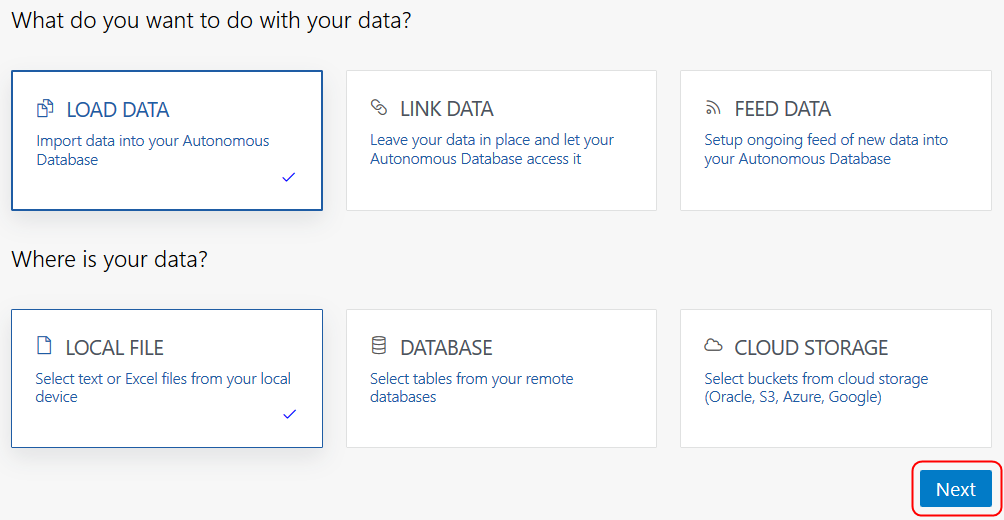 What do you want to do with your data?
LOAD DATA
Import data into your Autonomous
Database
LINK DATA
Leave your data in place and let your
Autonomous Database access it
FEED DATA
Setup ongoing feed of new data into
your Autonomous Database
Where is your data?
LOCAL FILE
Select text or Excel files from your local
device
DATABASE
Select tables from your remote
databases
CLOUD STORAGE
Select buckets from cloud storage
(Oracle, S3, Azure, Google)
Next